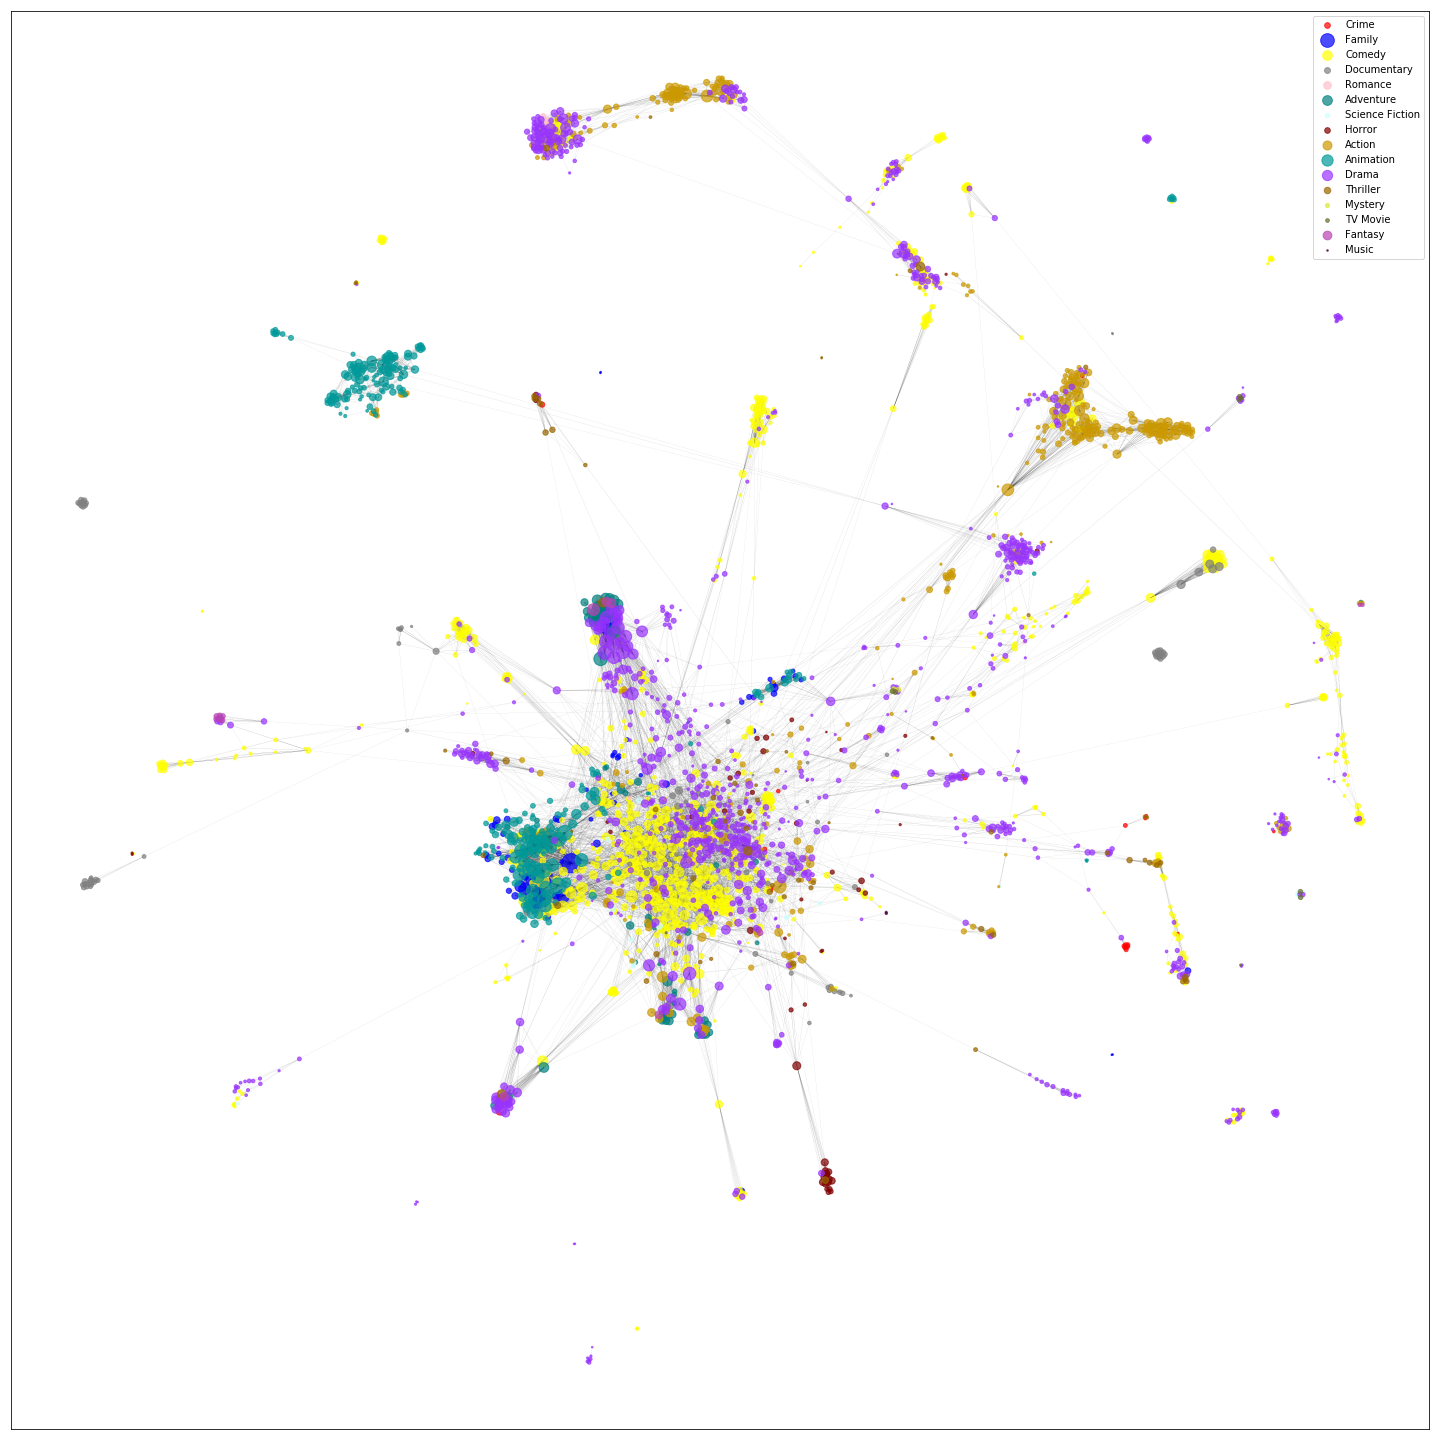 Crime
Family
Comedy
Documentary
Romance
Adventure
Science Fiction
Horror
Action
Animation
Drama
Thriller
Mystery
TV Movie
Fantasy
Music